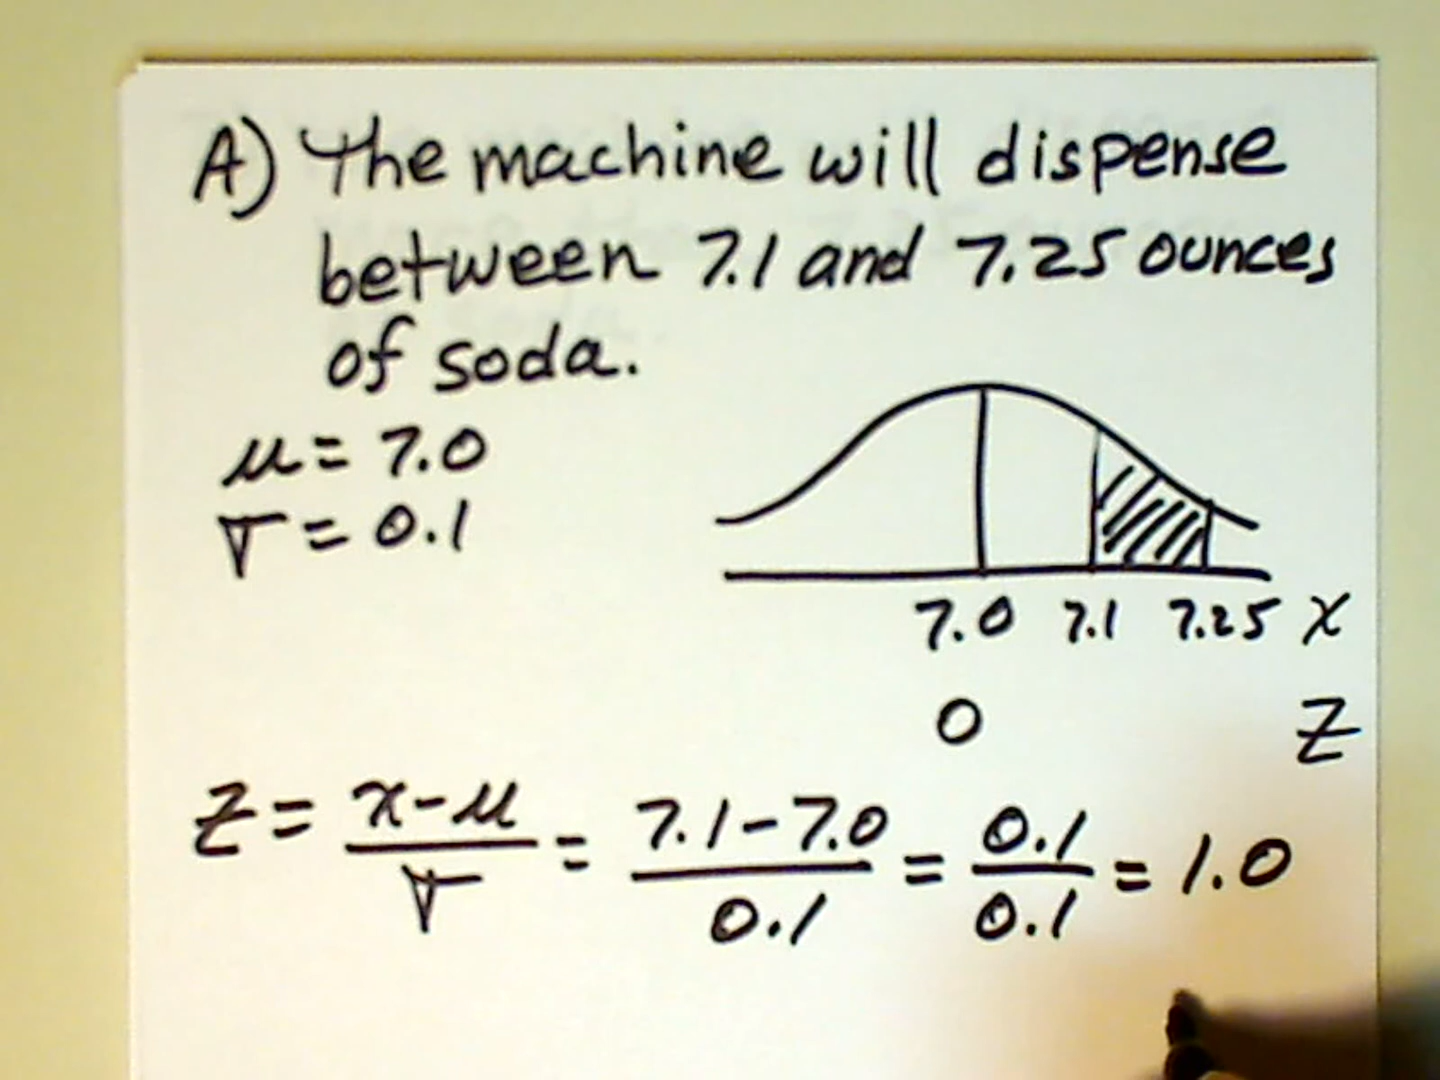 A) The machine will dispense
between 7.1 and 7.25 ounces
of soda.
μ = 7.0
σ = 0.1
7.0 7.1 7.25 x
0 z
z = x-μ/σ = 7.1-7.0/0.1 = 0.1/0.1 = 1.0